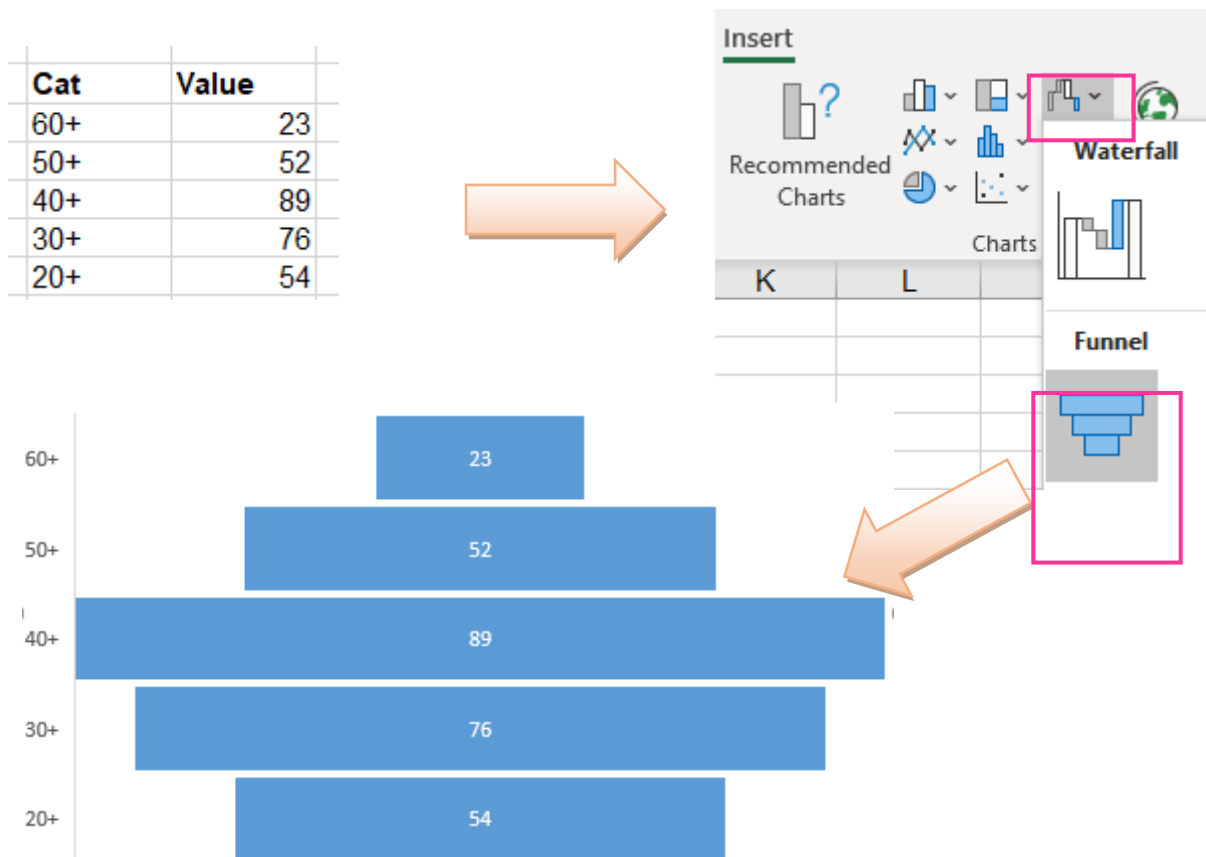 Cat Value
60+ 23
50+ 52
40+ 89
30+ 76
20+ 54
Insert
?
Recommended
Charts
Charts
Waterfall
K L
Funnel
60+ 23
50+ 52
40+ 89
30+ 76
20+ 54